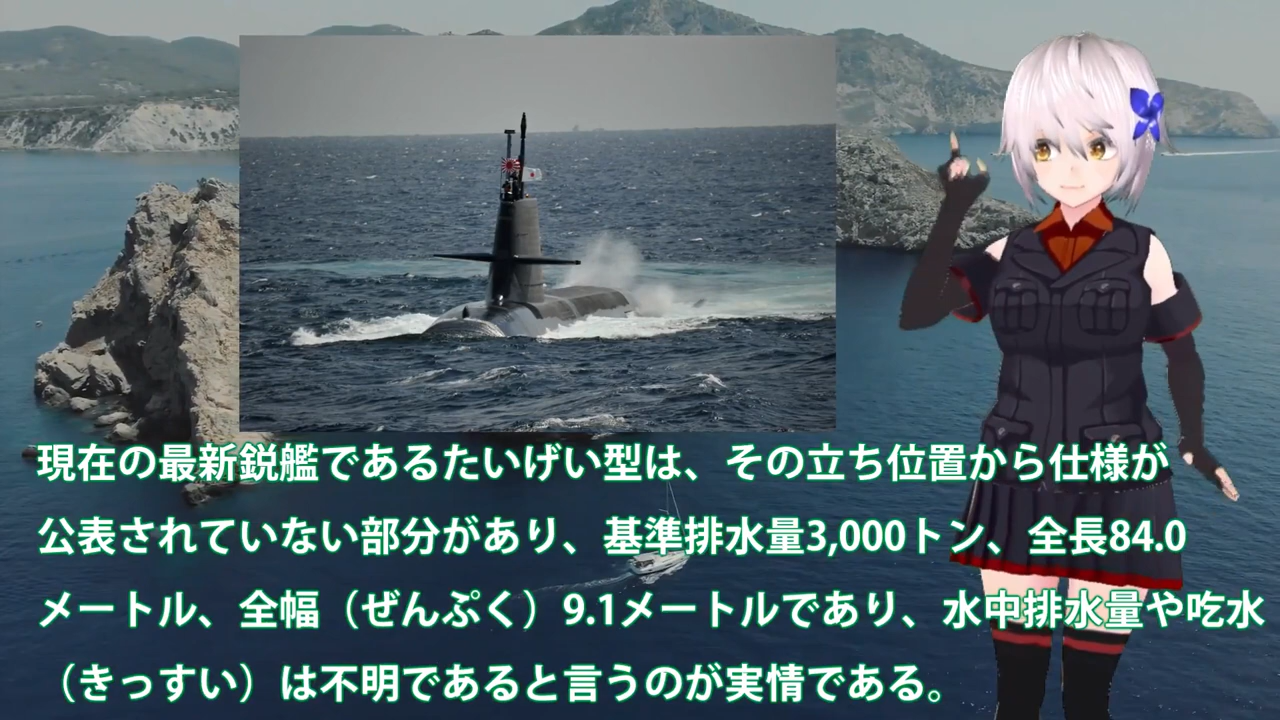 現在の最新鋭艦であるたいげい型は、その立ち位置から仕様が
公表されていない部分があり、基準排水量3,000トン、全長84.0
メートル、全幅（ぜんぷく）9.1メートルであり、水中排水量や吃水
（きっすい）は不明であると言うのが実情である。